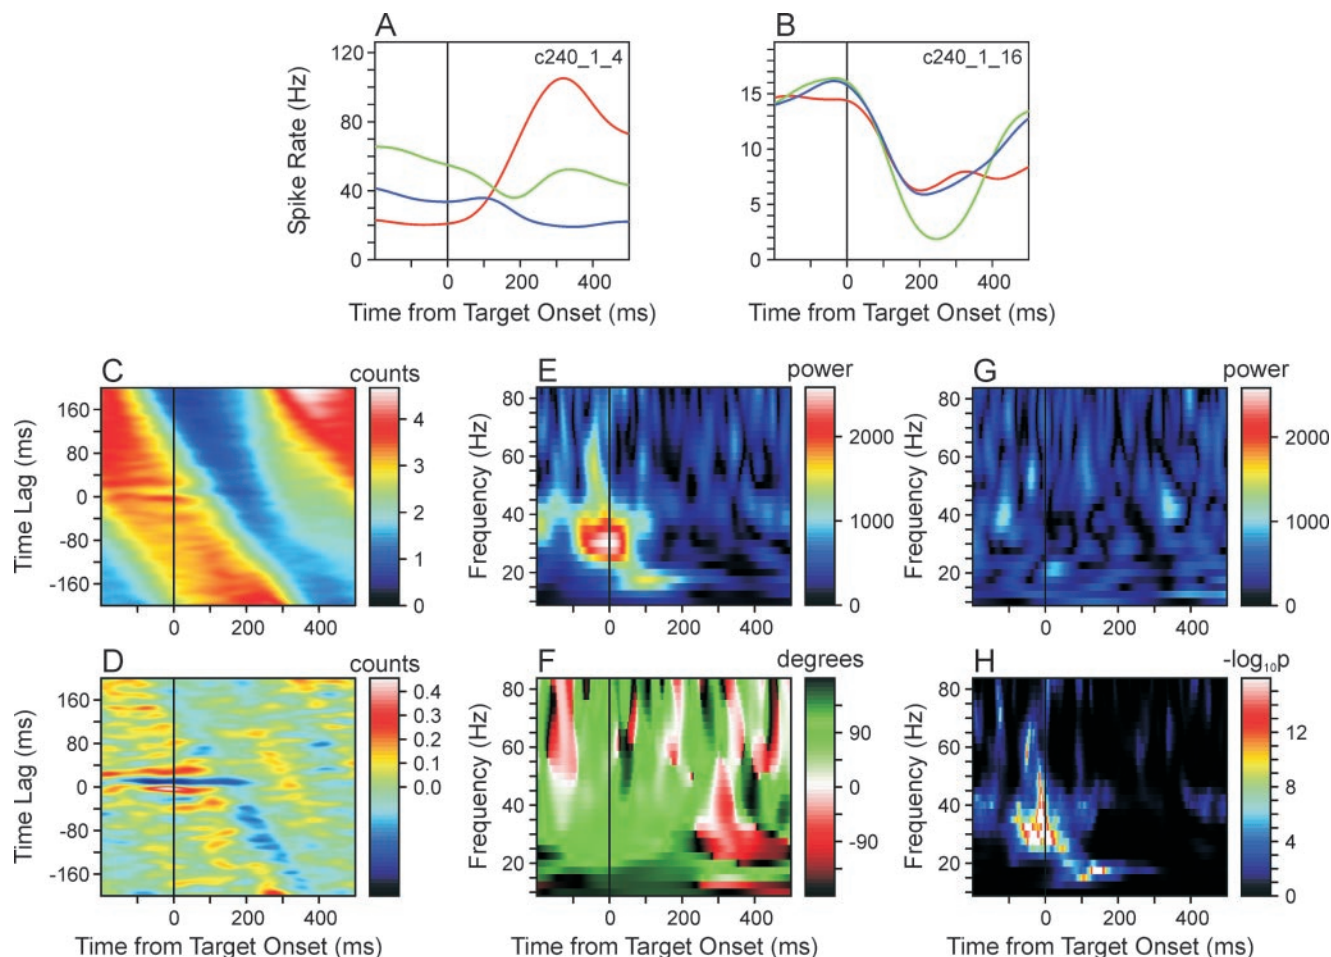 A
B
c240_1_4
c240_1_16
Spike Rate (Hz)
120
80
40
0
15
10
5
0
0 200 400
0 200 400
Time from Target Onset (ms)
Time from Target Onset (ms)
C
counts
E
power
G
power
Time Lag (ms)
160
80
0
-80
-160
4
3
2
1
0
0 200 400
Frequency (Hz)
80
60
40
20
2000
1000
0
0 200 400
Frequency (Hz)
80
60
40
20
2000
1000
0
0 200 400
D
counts
F
degrees
H
-log₁₀p
Time Lag (ms)
160
80
0
-80
-160
0.4
0.3
0.2
0.1
0.0
0 200 400
Frequency (Hz)
80
60
40
20
90
0
-90
0 200 400
Frequency (Hz)
80
60
40
20
12
8
4
0
0 200 400
Time from Target Onset (ms)
Time from Target Onset (ms)
Time from Target Onset (ms)